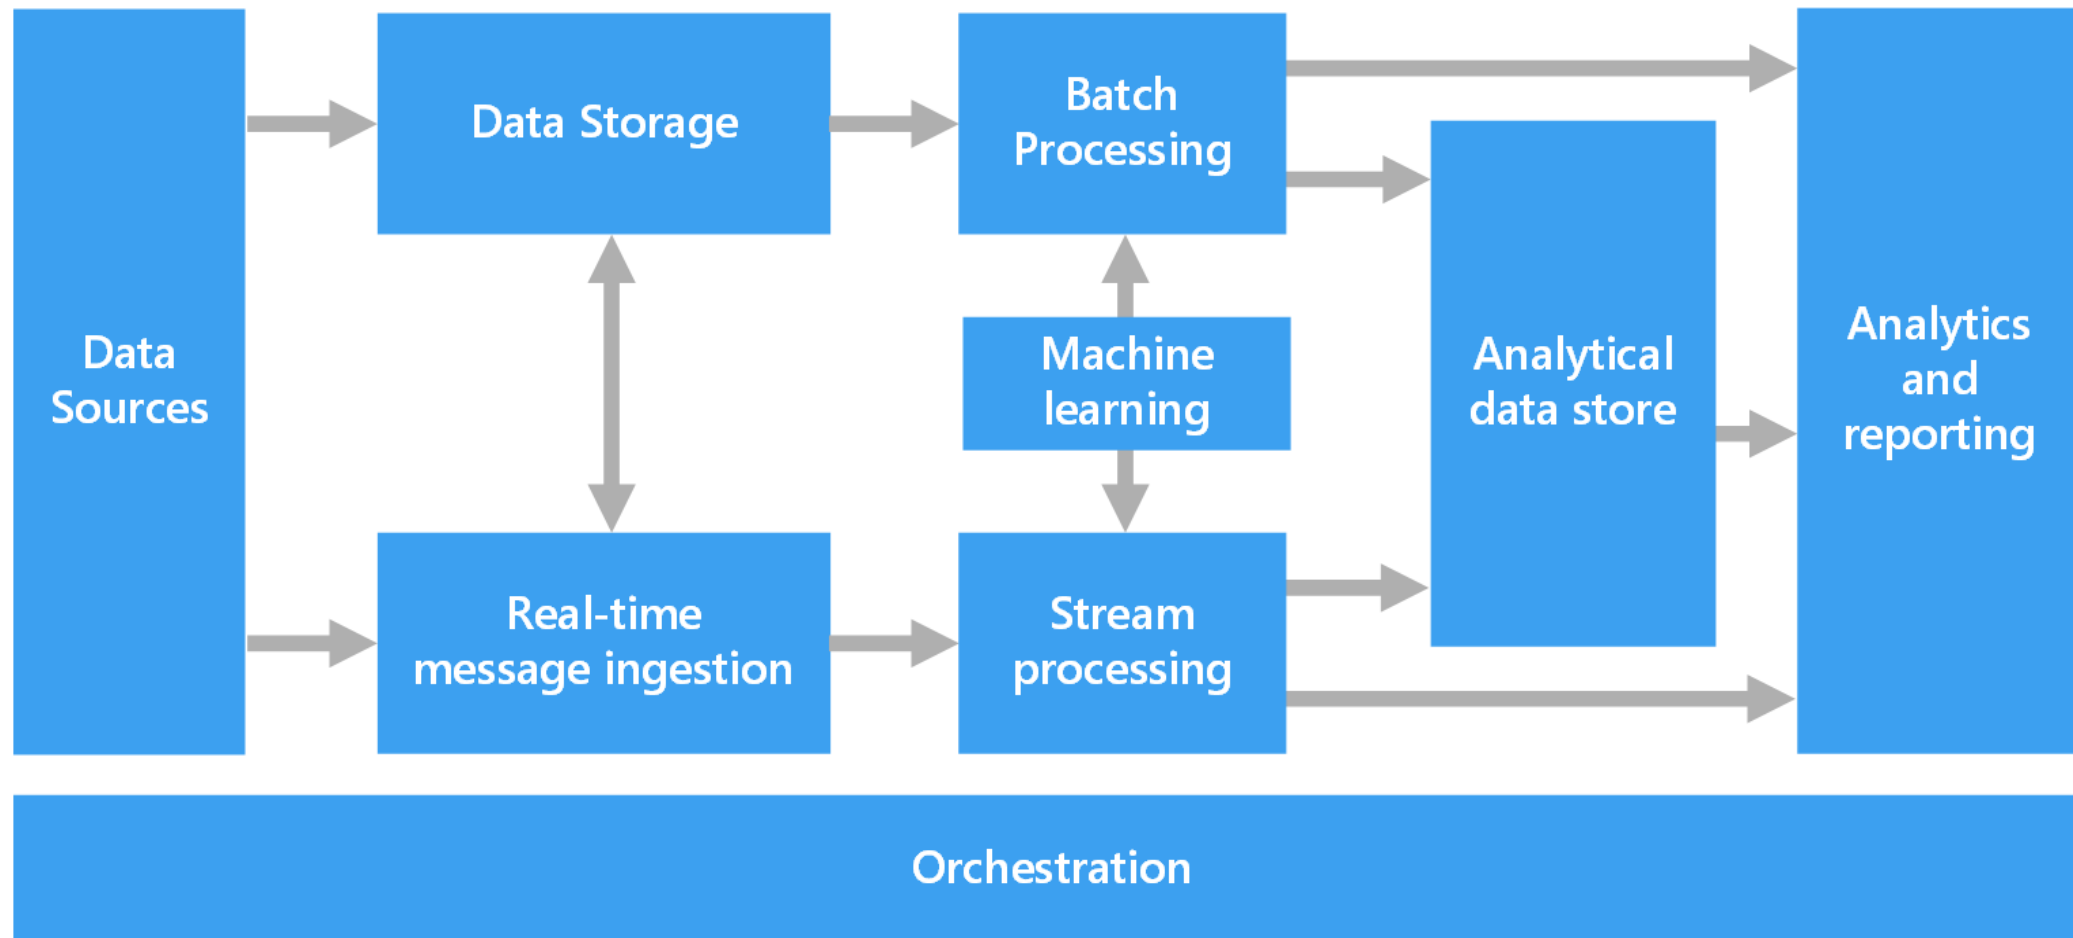 Data
Sources
Data Storage
Real-time
message ingestion
Batch
Processing
Machine
learning
Stream
processing
Analytical
data store
Analytics
and
reporting
Orchestration